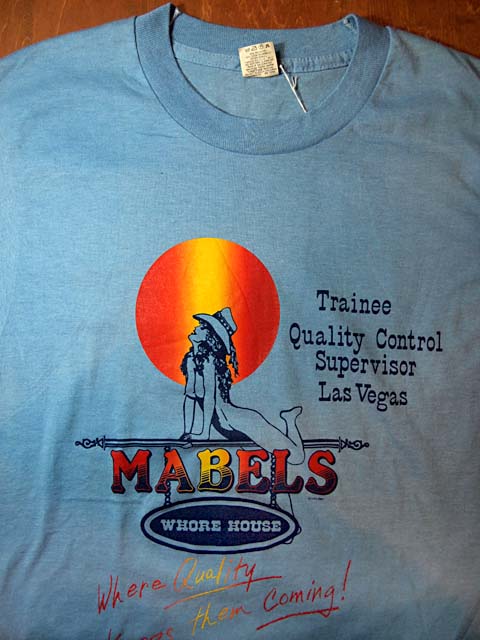 Trainee
Quality Control
Supervisor
Las Vegas
MABELS
WHORE HOUSE
Where Quality
them Coming!